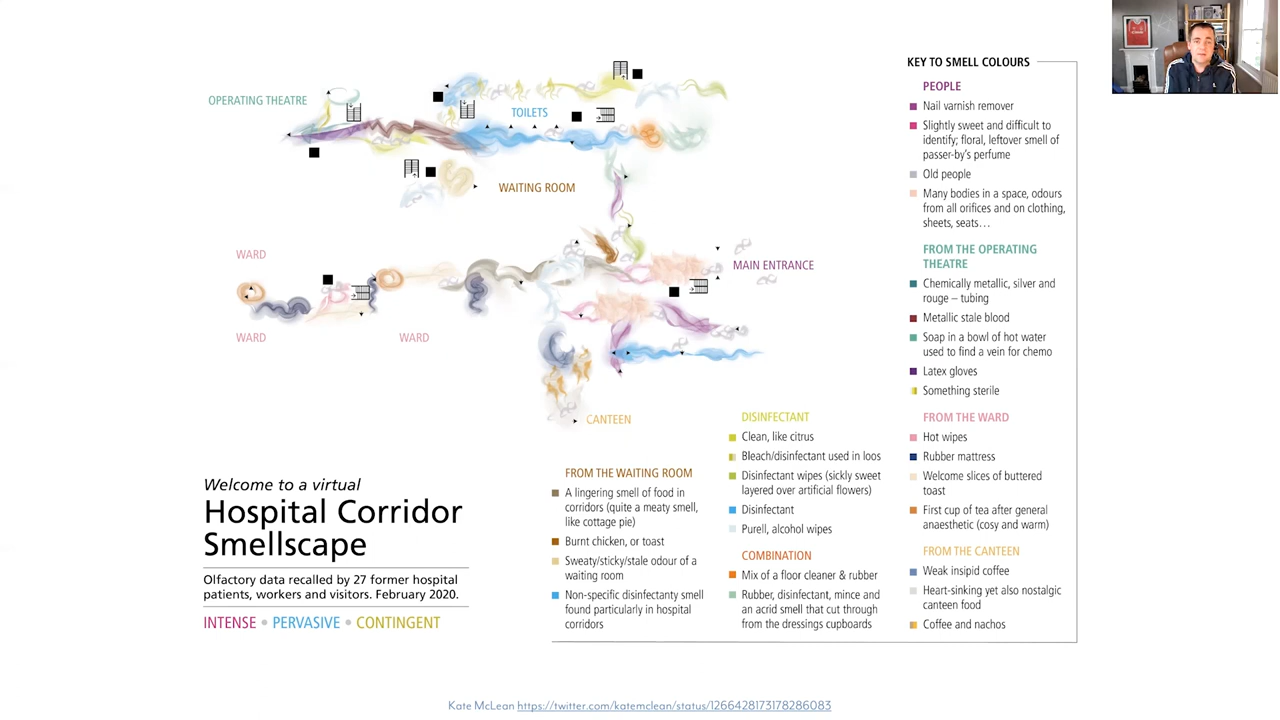 OPERATING THEATRE
TOILETS
WAITING ROOM
WARD
MAIN ENTRANCE
WARD
WARD
CANTEEN
Welcome to a virtual
Hospital Corridor
Smellscape
Olfactory data recalled by 27 former hospital
patients, workers and visitors. February 2020.
INTENSE • PERVASIVE • CONTINGENT
FROM THE WAITING ROOM
A lingering smell of food in
corridors (quite a meaty smell,
like cottage pie)
Burnt chicken, or toast
Sweaty/sticky/stale odour of a
waiting room
Non-specific disinfectanty smell
found particularly in hospital
corridors
DISINFECTANT
Clean, like citrus
Bleach/disinfectant used in loos
Disinfectant wipes (sickly sweet
layered over artificial flowers)
Disinfectant
Purell, alcohol wipes
COMBINATION
Mix of a floor cleaner & rubber
Rubber, disinfectant, mince and
an acrid smell that cut through
from the dressings cupboards
KEY TO SMELL COLOURS
PEOPLE
Nail varnish remover
Slightly sweet and difficult to
identify; floral, leftover smell of
passer-by's perfume
Old people
Many bodies in a space, odours
from all orifices and on clothing,
sheets, seats...
FROM THE OPERATING
THEATRE
Chemically metallic, silver and
rouge – tubing
Metallic stale blood
Soap in a bowl of hot water
used to find a vein for chemo
Latex gloves
Something sterile
FROM THE WARD
Hot wipes
Rubber mattress
Welcome slices of buttered
toast
First cup of tea after general
anaesthetic (cosy and warm)
FROM THE CANTEEN
Weak insipid coffee
Heart-sinking yet also nostalgic
canteen food
Coffee and nachos
Kate McLean https://twitter.com/katemclean/status/1266428173178286083